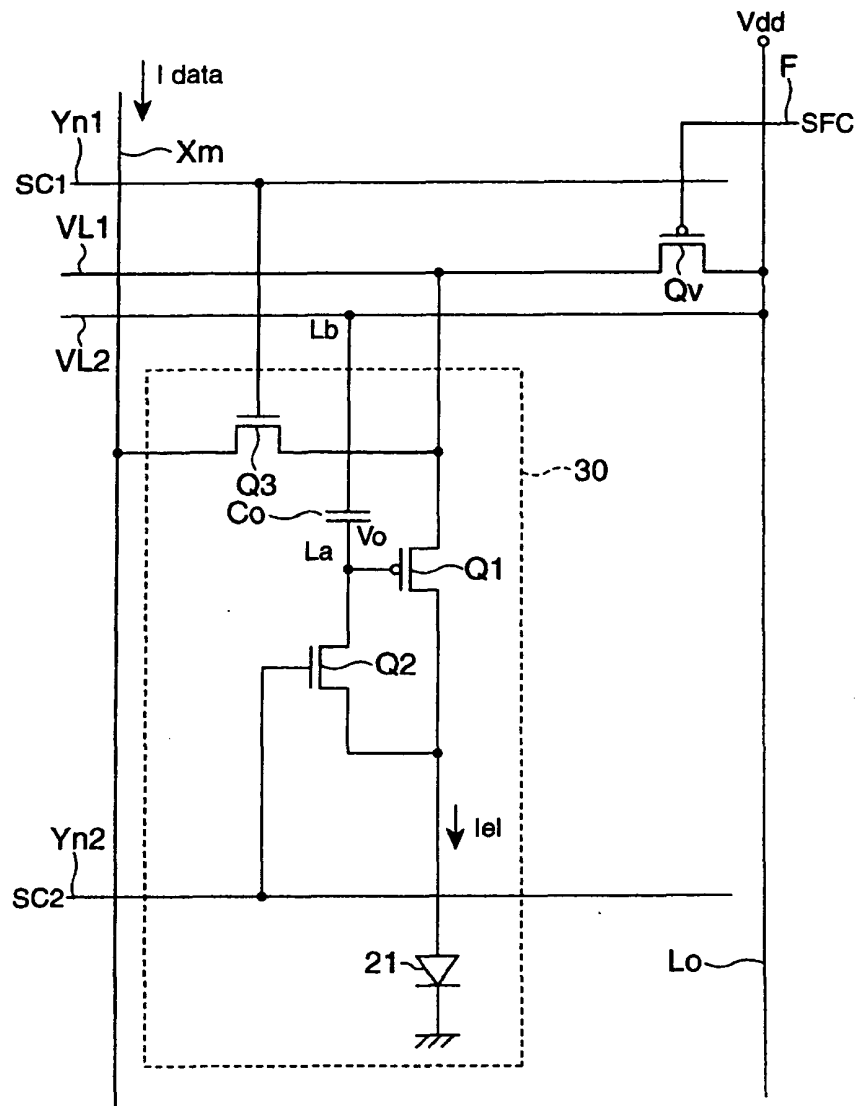 Vdd
I data
F
Yn1
SFC
Xm
SC1
VL1
Qv
Lb
VL2
Q3
30
Co
Vo
La
Q1
Q2
Iel
Yn2
SC2
21
Lo